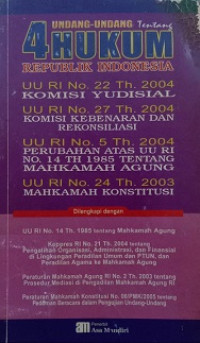 UNDANG-UNDANG Tentang
4 HUKUM
REPUBLIK INDONESIA
UU RI No. 22 Th. 2004
KOMISI YUDISIAL
UU RI No. 27 Th. 2004
KOMISI KEBENARAN DAN
REKONSILIASI
UU RI No. 5 Th. 2004
PERUBAHAN ATAS UU RI
NO. 14 TH 1985 TENTANG
MAHKAMAH AGUNG
UU RI No. 24 Th. 2003
MAHKAMAH KONSTITUSI
Dilengkapi dengan
UU RI No. 14 Th. 1985 tentang Mahkamah Agung
Keppres RI No. 21 Th. 2004 tentang
Pengalihan Organisasi, Administrasi, dan Finansial
di Lingkungan Peradilan Umum dan PTUN, dan
Peradilan Agama ke Mahkamah Agung
Peraturan Mahkamah Agung RI No. 2 Th. 2003 tentang
Prosedur Mediasi di Pengadilan Mahkamah Agung RI
Peraturan Mahkamah Konstitusi No. 06/PMK/2005 tentang
Pedoman Beracara dalam Pengujian Undang-Undang
Penerbit
Asa Mandiri